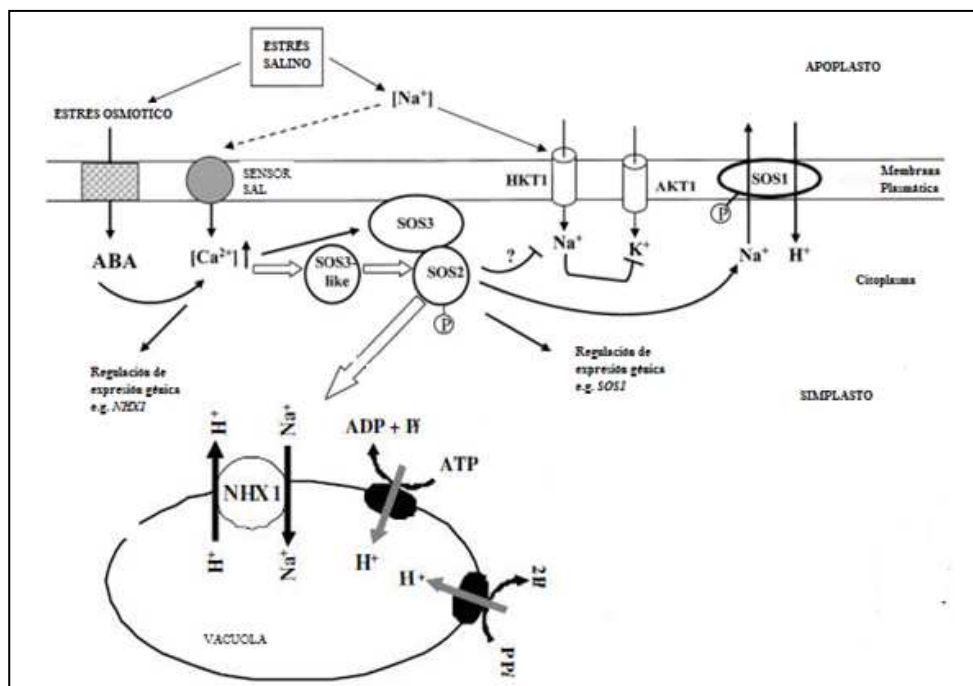 ESTRÉS
SALINO
APOPLASTO
ESTRES OSMOTICO
[Na⁺]
SENSOR
SAL
HKT1
AKT1
SOS1
Membrana
Plasmática
P
SOS3
ABA
[Ca²⁺]
SOS3-
like
SOS2
?
Na⁺
K⁺
Na⁺
H⁺
Citoplasma
P
Regulación de
expresión génica
e.g. NHX1
Regulación de
expresión génica
e.g. SOS1
SIMPLASTO
H⁺
Na⁺
ADP + Pi
ATP
NHX1
H⁺
Na⁺
H⁺
H⁺
2Pi
PPi
VACUOLA